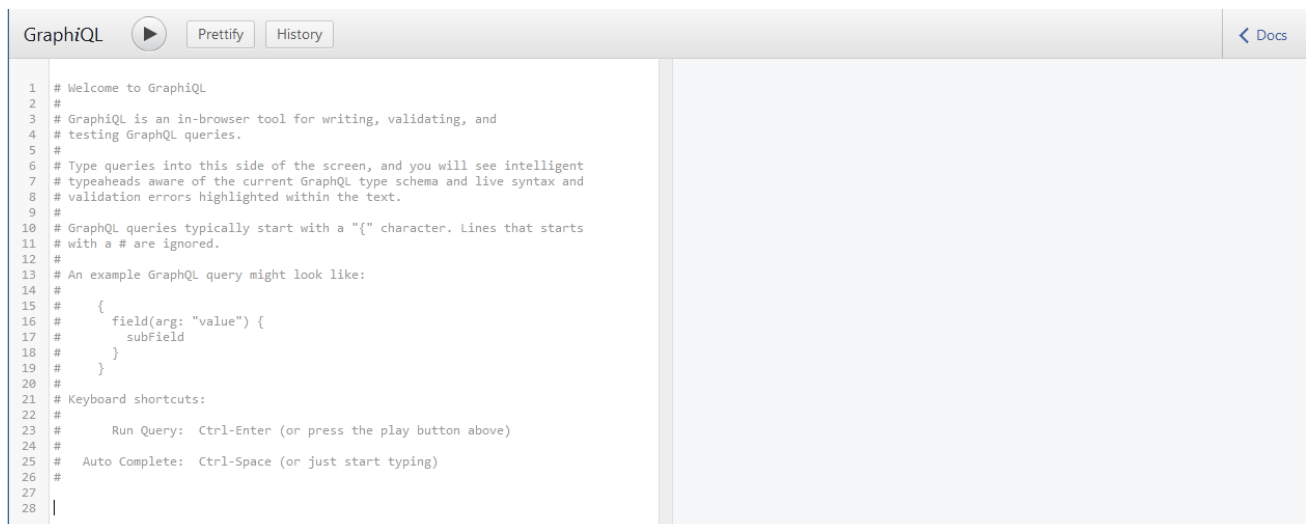 GraphiQL Prettify History Docs
1 # Welcome to GraphiQL
2 #
3 # GraphiQL is an in-browser tool for writing, validating, and
4 # testing GraphQL queries.
5 #
6 # Type queries into this side of the screen, and you will see intelligent
7 # typeaheads aware of the current GraphQL type schema and live syntax and
8 # validation errors highlighted within the text.
9 #
10 # GraphQL queries typically start with a "{" character. Lines that starts
11 # with a # are ignored.
12 #
13 # An example GraphQL query might look like:
14 #
15 #     {
16 #       field(arg: "value") {
17 #         subField
18 #       }
19 #     }
20 #
21 # Keyboard shortcuts:
22 #
23 #       Run Query:  Ctrl-Enter (or press the play button above)
24 #
25 #   Auto Complete:  Ctrl-Space (or just start typing)
26 #
27
28